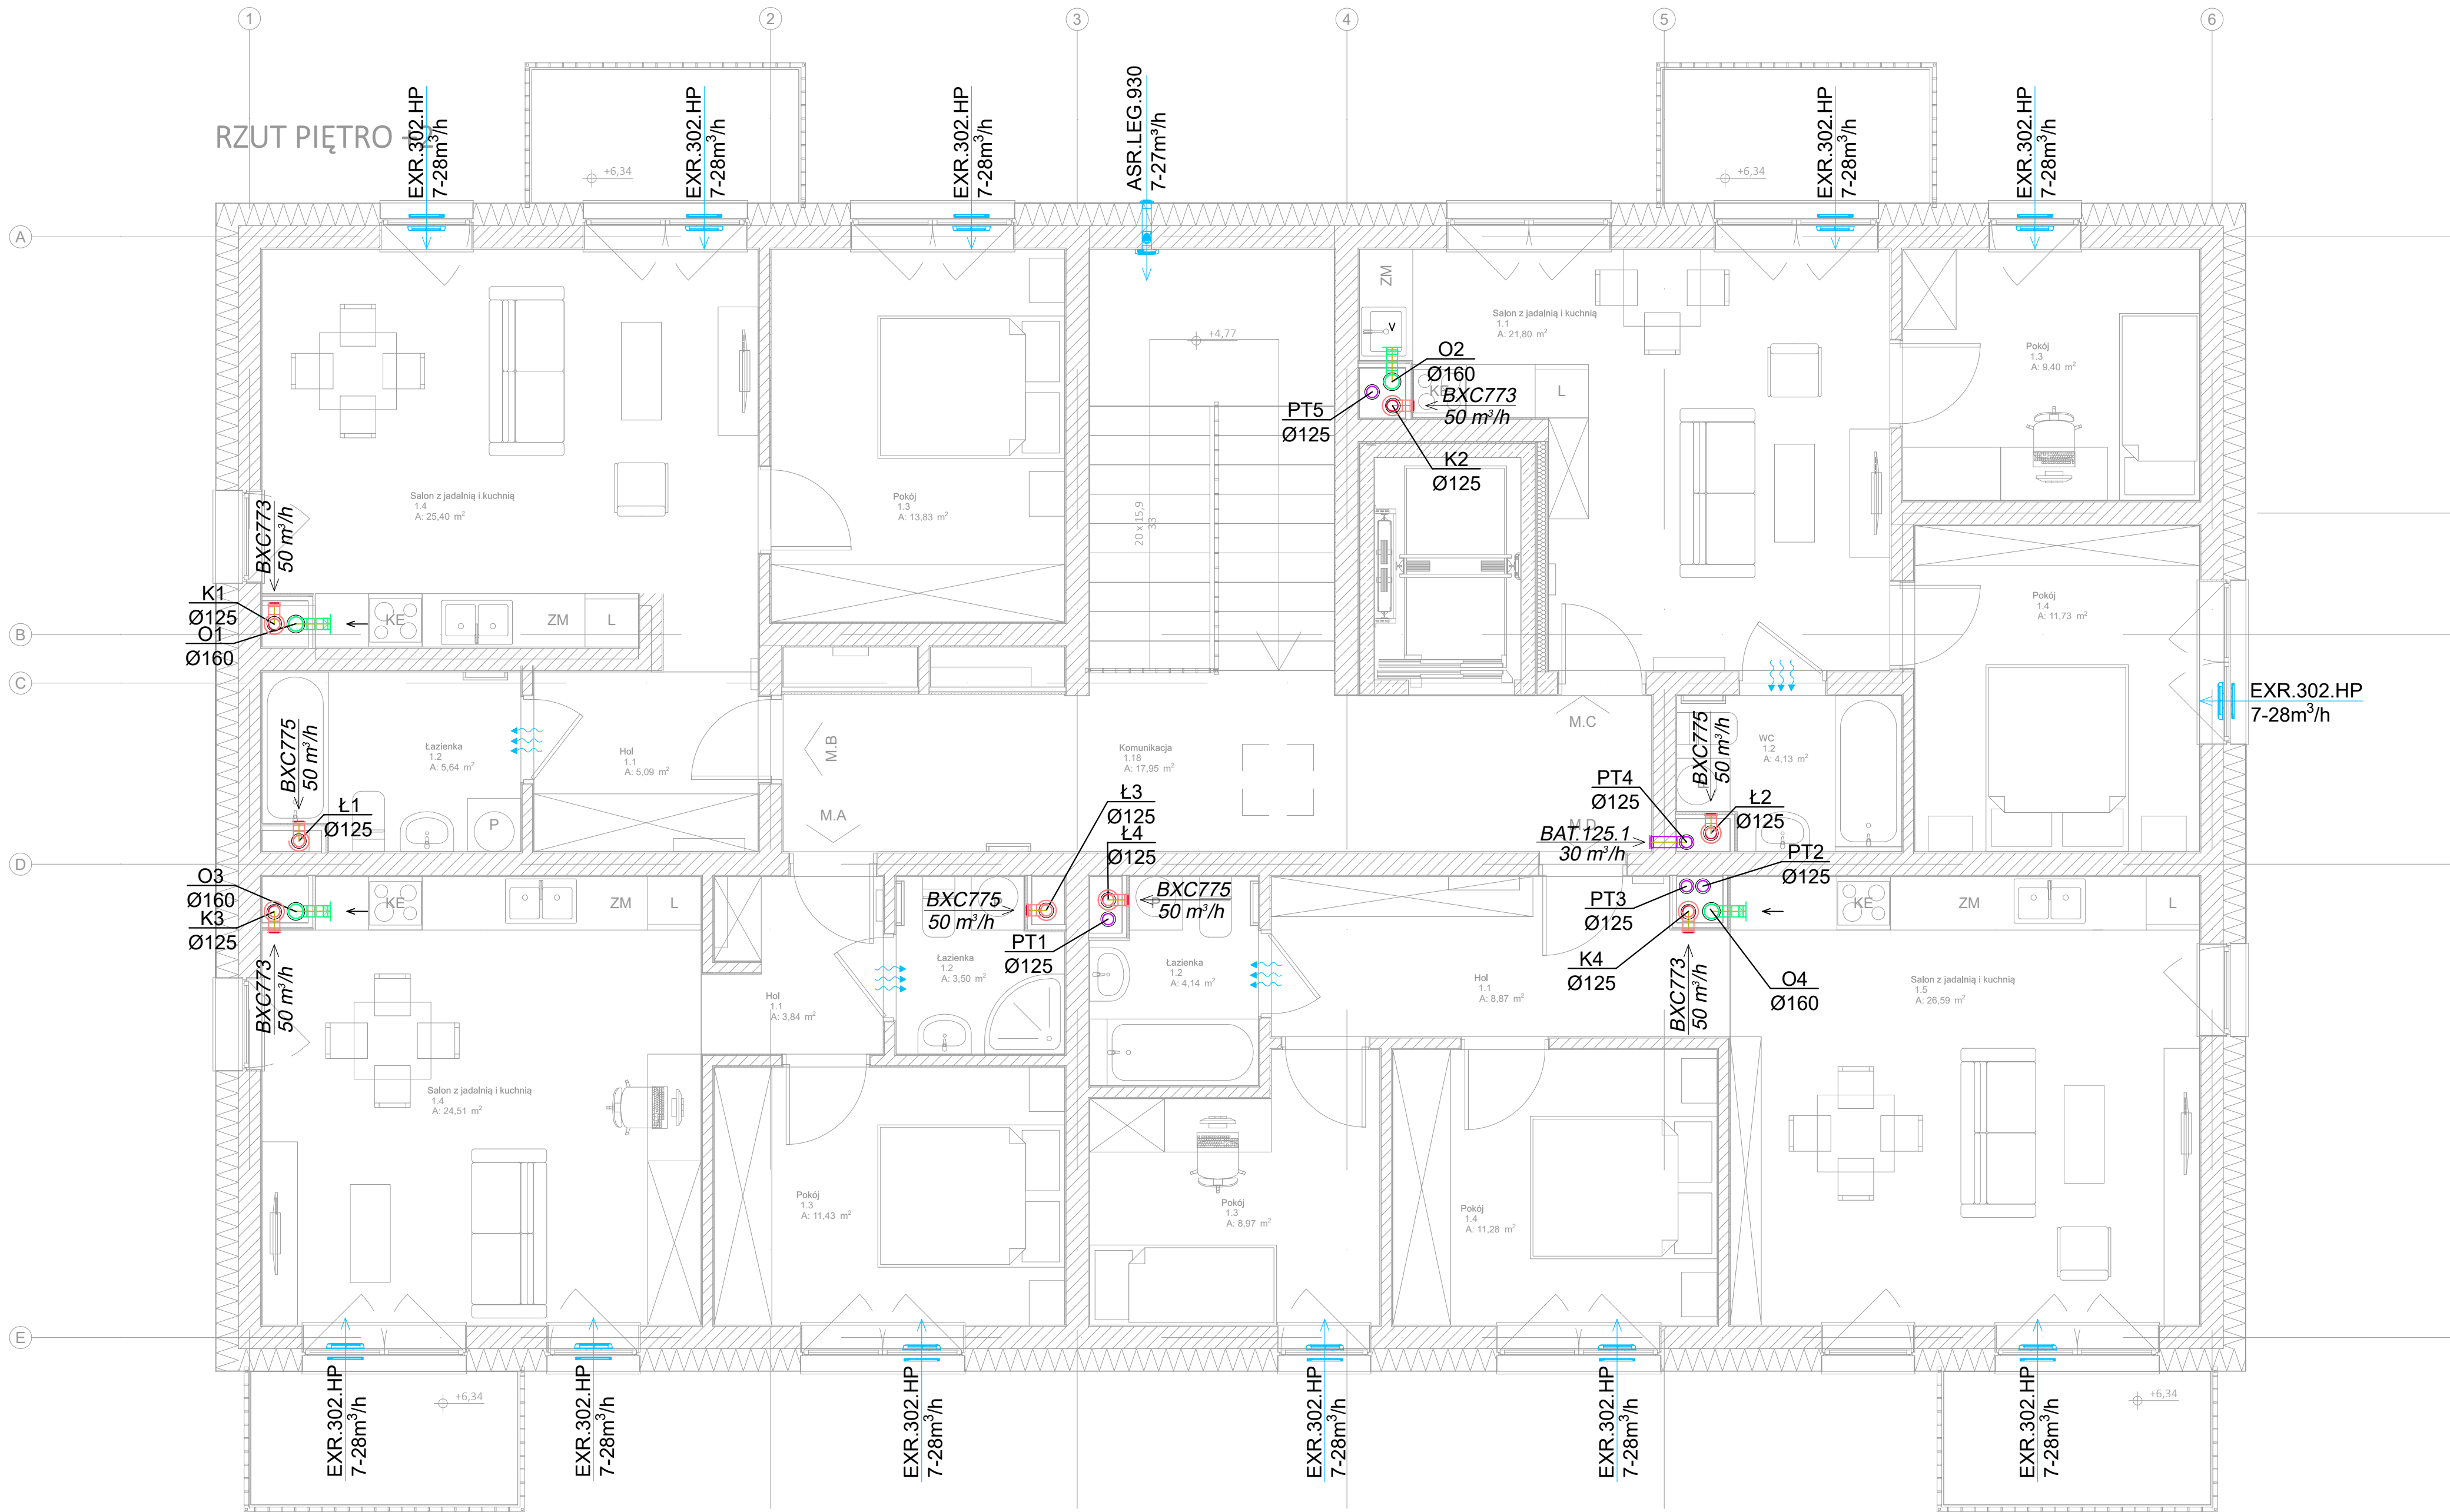 1
2
3
4
5
6
RZUT PIĘTRO +2
EXR.302.HP
7-28m³/h
EXR.302.HP
7-28m³/h
EXR.302.HP
7-28m³/h
ASR.LEG.930
7-27m³/h
EXR.302.HP
7-28m³/h
EXR.302.HP
7-28m³/h
+6,34
+6,34
A
+4,77
ZM
Salon z jadalnią i kuchnią
1.1
A: 21,80 m²
Pokój
1.3
A: 9,40 m²
O2
Ø160
KE
L
BXC773
50 m³/h
PT5
Ø125
K2
Ø125
Salon z jadalnią i kuchnią
1.4
A: 25,40 m²
Pokój
1.3
A: 13,83 m²
20 x 15,9
33
BXC773
50 m³/h
K1
Ø125
O1
Ø160
KE
ZM
L
Pokój
1.4
A: 11,73 m²
B
C
EXR.302.HP
7-28m³/h
BXC775
50 m³/h
Łazienka
1.2
A: 5,64 m²
Hol
1.1
A: 5,09 m²
M.B
Komunikacja
1.18
A: 17,95 m²
M.C
BXC775
50 m³/h
WC
1.2
A: 4,13 m²
Ł1
Ø125
P
M.A
Ł3
Ø125
Ł4
Ø125
PT4
Ø125
Ł2
Ø125
M.D
BAT.125.1
30 m³/h
PT2
Ø125
D
O3
Ø160
K3
Ø125
KE
ZM
L
BXC775
50 m³/h
P
BXC775
50 m³/h
PT1
Ø125
PT3
Ø125
K4
Ø125
O4
Ø160
KE
ZM
L
BXC773
50 m³/h
Łazienka
1.2
A: 3,50 m²
Łazienka
1.2
A: 4,14 m²
Hol
1.1
A: 3,84 m²
Hol
1.1
A: 8,87 m²
BXC773
50 m³/h
Salon z jadalnią i kuchnią
1.5
A: 26,59 m²
Salon z jadalnią i kuchnią
1.4
A: 24,51 m²
Pokój
1.3
A: 11,43 m²
Pokój
1.3
A: 8,97 m²
Pokój
1.4
A: 11,28 m²
E
EXR.302.HP
7-28m³/h
EXR.302.HP
7-28m³/h
EXR.302.HP
7-28m³/h
EXR.302.HP
7-28m³/h
EXR.302.HP
7-28m³/h
EXR.302.HP
7-28m³/h
+6,34
+6,34